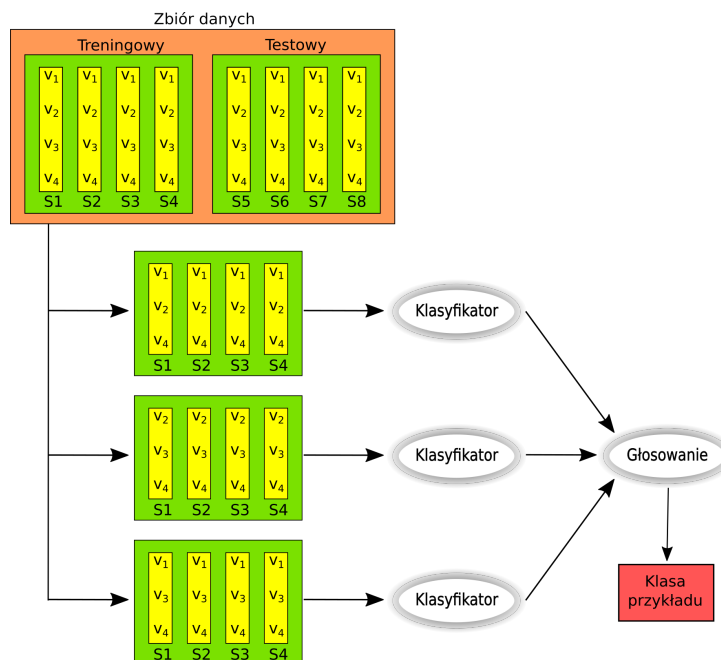 Zbiór danych
Treningowy Testowy
v₁ v₁ v₁ v₁ v₁ v₁ v₁ v₁
v₂ v₂ v₂ v₂ v₂ v₂ v₂ v₂
v₃ v₃ v₃ v₃ v₃ v₃ v₃ v₃
v₄ v₄ v₄ v₄ v₄ v₄ v₄ v₄
S1 S2 S3 S4 S5 S6 S7 S8
v₁ v₁ v₁ v₁
v₂ v₂ v₂ v₂
v₄ v₄ v₄ v₄
S1 S2 S3 S4
Klasyfikator
v₂ v₂ v₂ v₂
v₃ v₃ v₃ v₃
v₄ v₄ v₄ v₄
S1 S2 S3 S4
Klasyfikator
Głosowanie
v₁ v₁ v₁ v₁
v₃ v₃ v₃ v₃
v₄ v₄ v₄ v₄
S1 S2 S3 S4
Klasyfikator
Klasa
przykładu